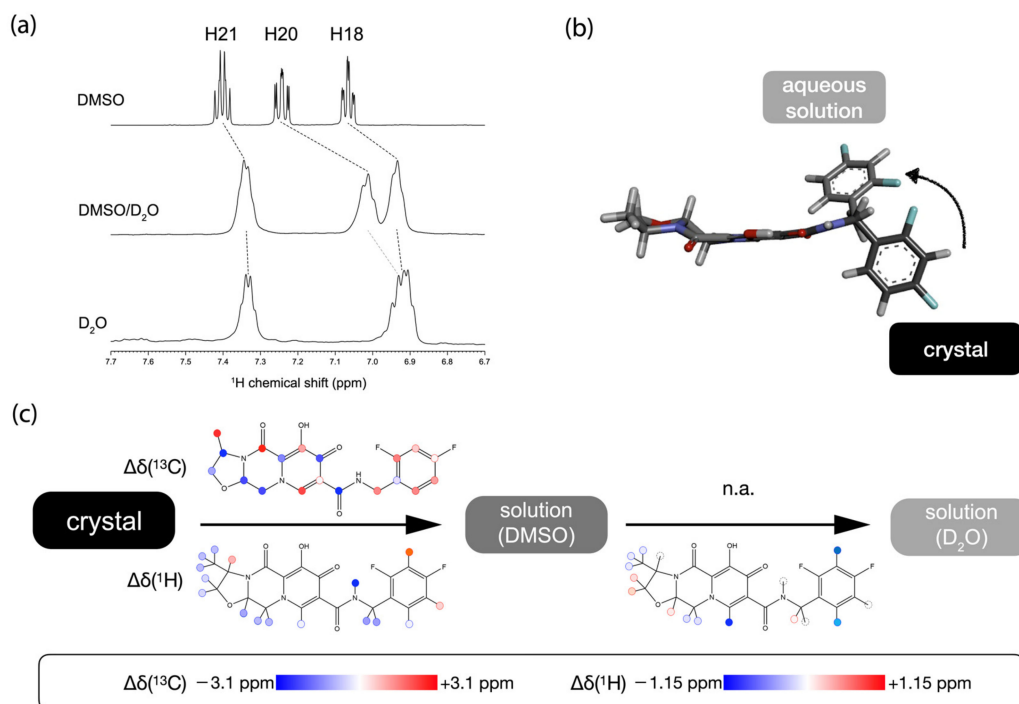 (a)
H21 H20 H18
DMSO
DMSO/D₂O
D₂O
7.7 7.6 7.5 7.4 7.3 7.2 7.1 7.0 6.9 6.8 6.7
¹H chemical shift (ppm)
(b)
aqueous
solution
crystal
(c)
Δδ(¹³C)
O OH O F F
N N H N O O
crystal
solution
(DMSO)
n.a.
solution
(D₂O)
Δδ(¹H)
O OH O F F
N N N O O
O OH O F F
N N N O O
Δδ(¹³C) −3.1 ppm +3.1 ppm Δδ(¹H) −1.15 ppm +1.15 ppm